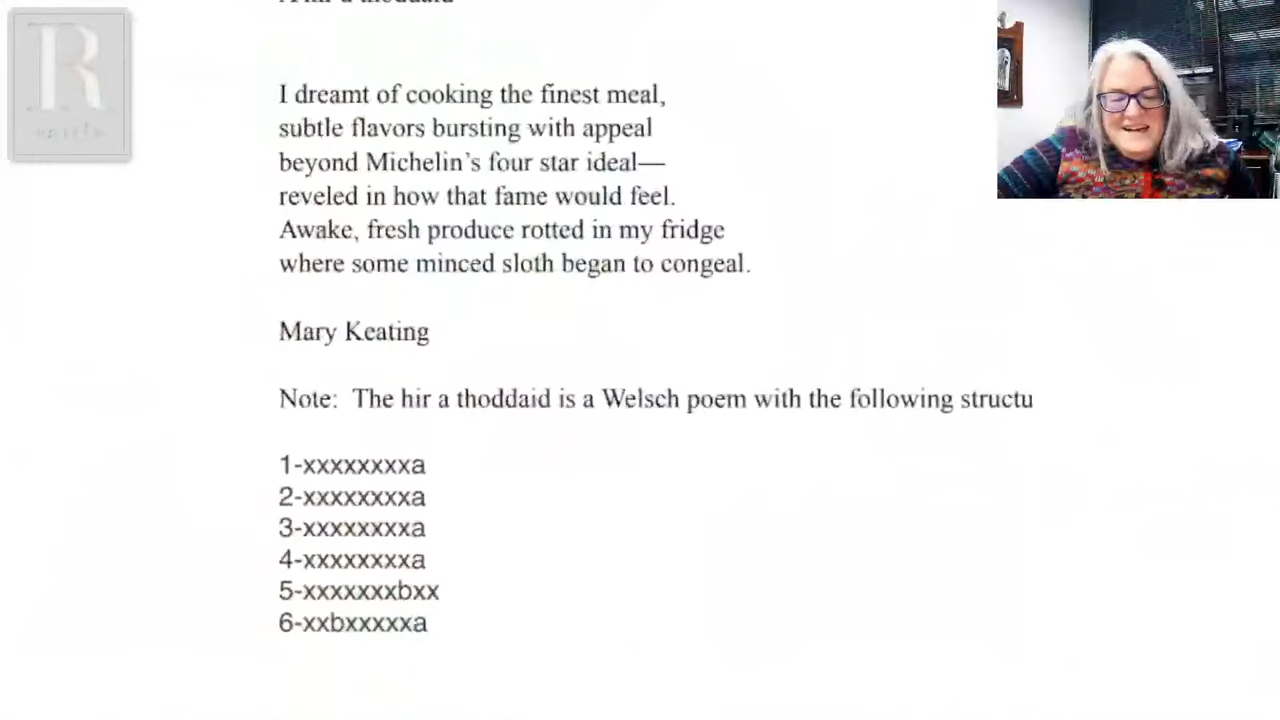 R
I dreamt of cooking the finest meal,
subtle flavors bursting with appeal
beyond Michelin's four star ideal—
reveled in how that fame would feel.
Awake, fresh produce rotted in my fridge
where some minced sloth began to congeal.
Mary Keating
Note: The hir a thoddaid is a Welsch poem with the following structu
1-xxxxxxxxa
2-xxxxxxxxa
3-xxxxxxxxa
4-xxxxxxxxa
5-xxxxxxxbxx
6-xxbxxxxxa